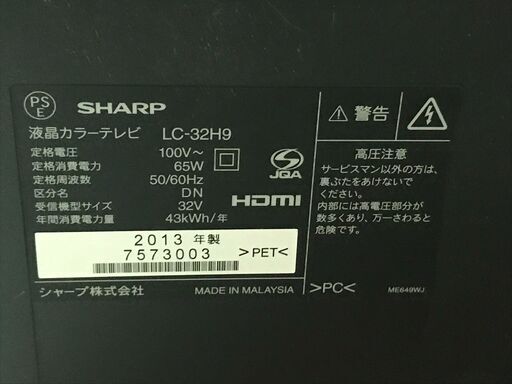 PS
E
SHARP
液晶カラーテレビ LC-32H9
定格電圧 100V～
定格消費電力 65W
定格周波数 50/60Hz
区分名 DN
受信機型サイズ 32V
年間消費電力量 43kWh/年
JQA
HDMI
2013 年製
7573003 >PET<
シャープ株式会社 MADE IN MALAYSIA
警告
高圧注意
サービスマン以外の方は、
裏ぶたをあけないで
ください。
内部には高電圧部分が
数多くあり、万一さわると
危険です。
>PC< ME649WJ